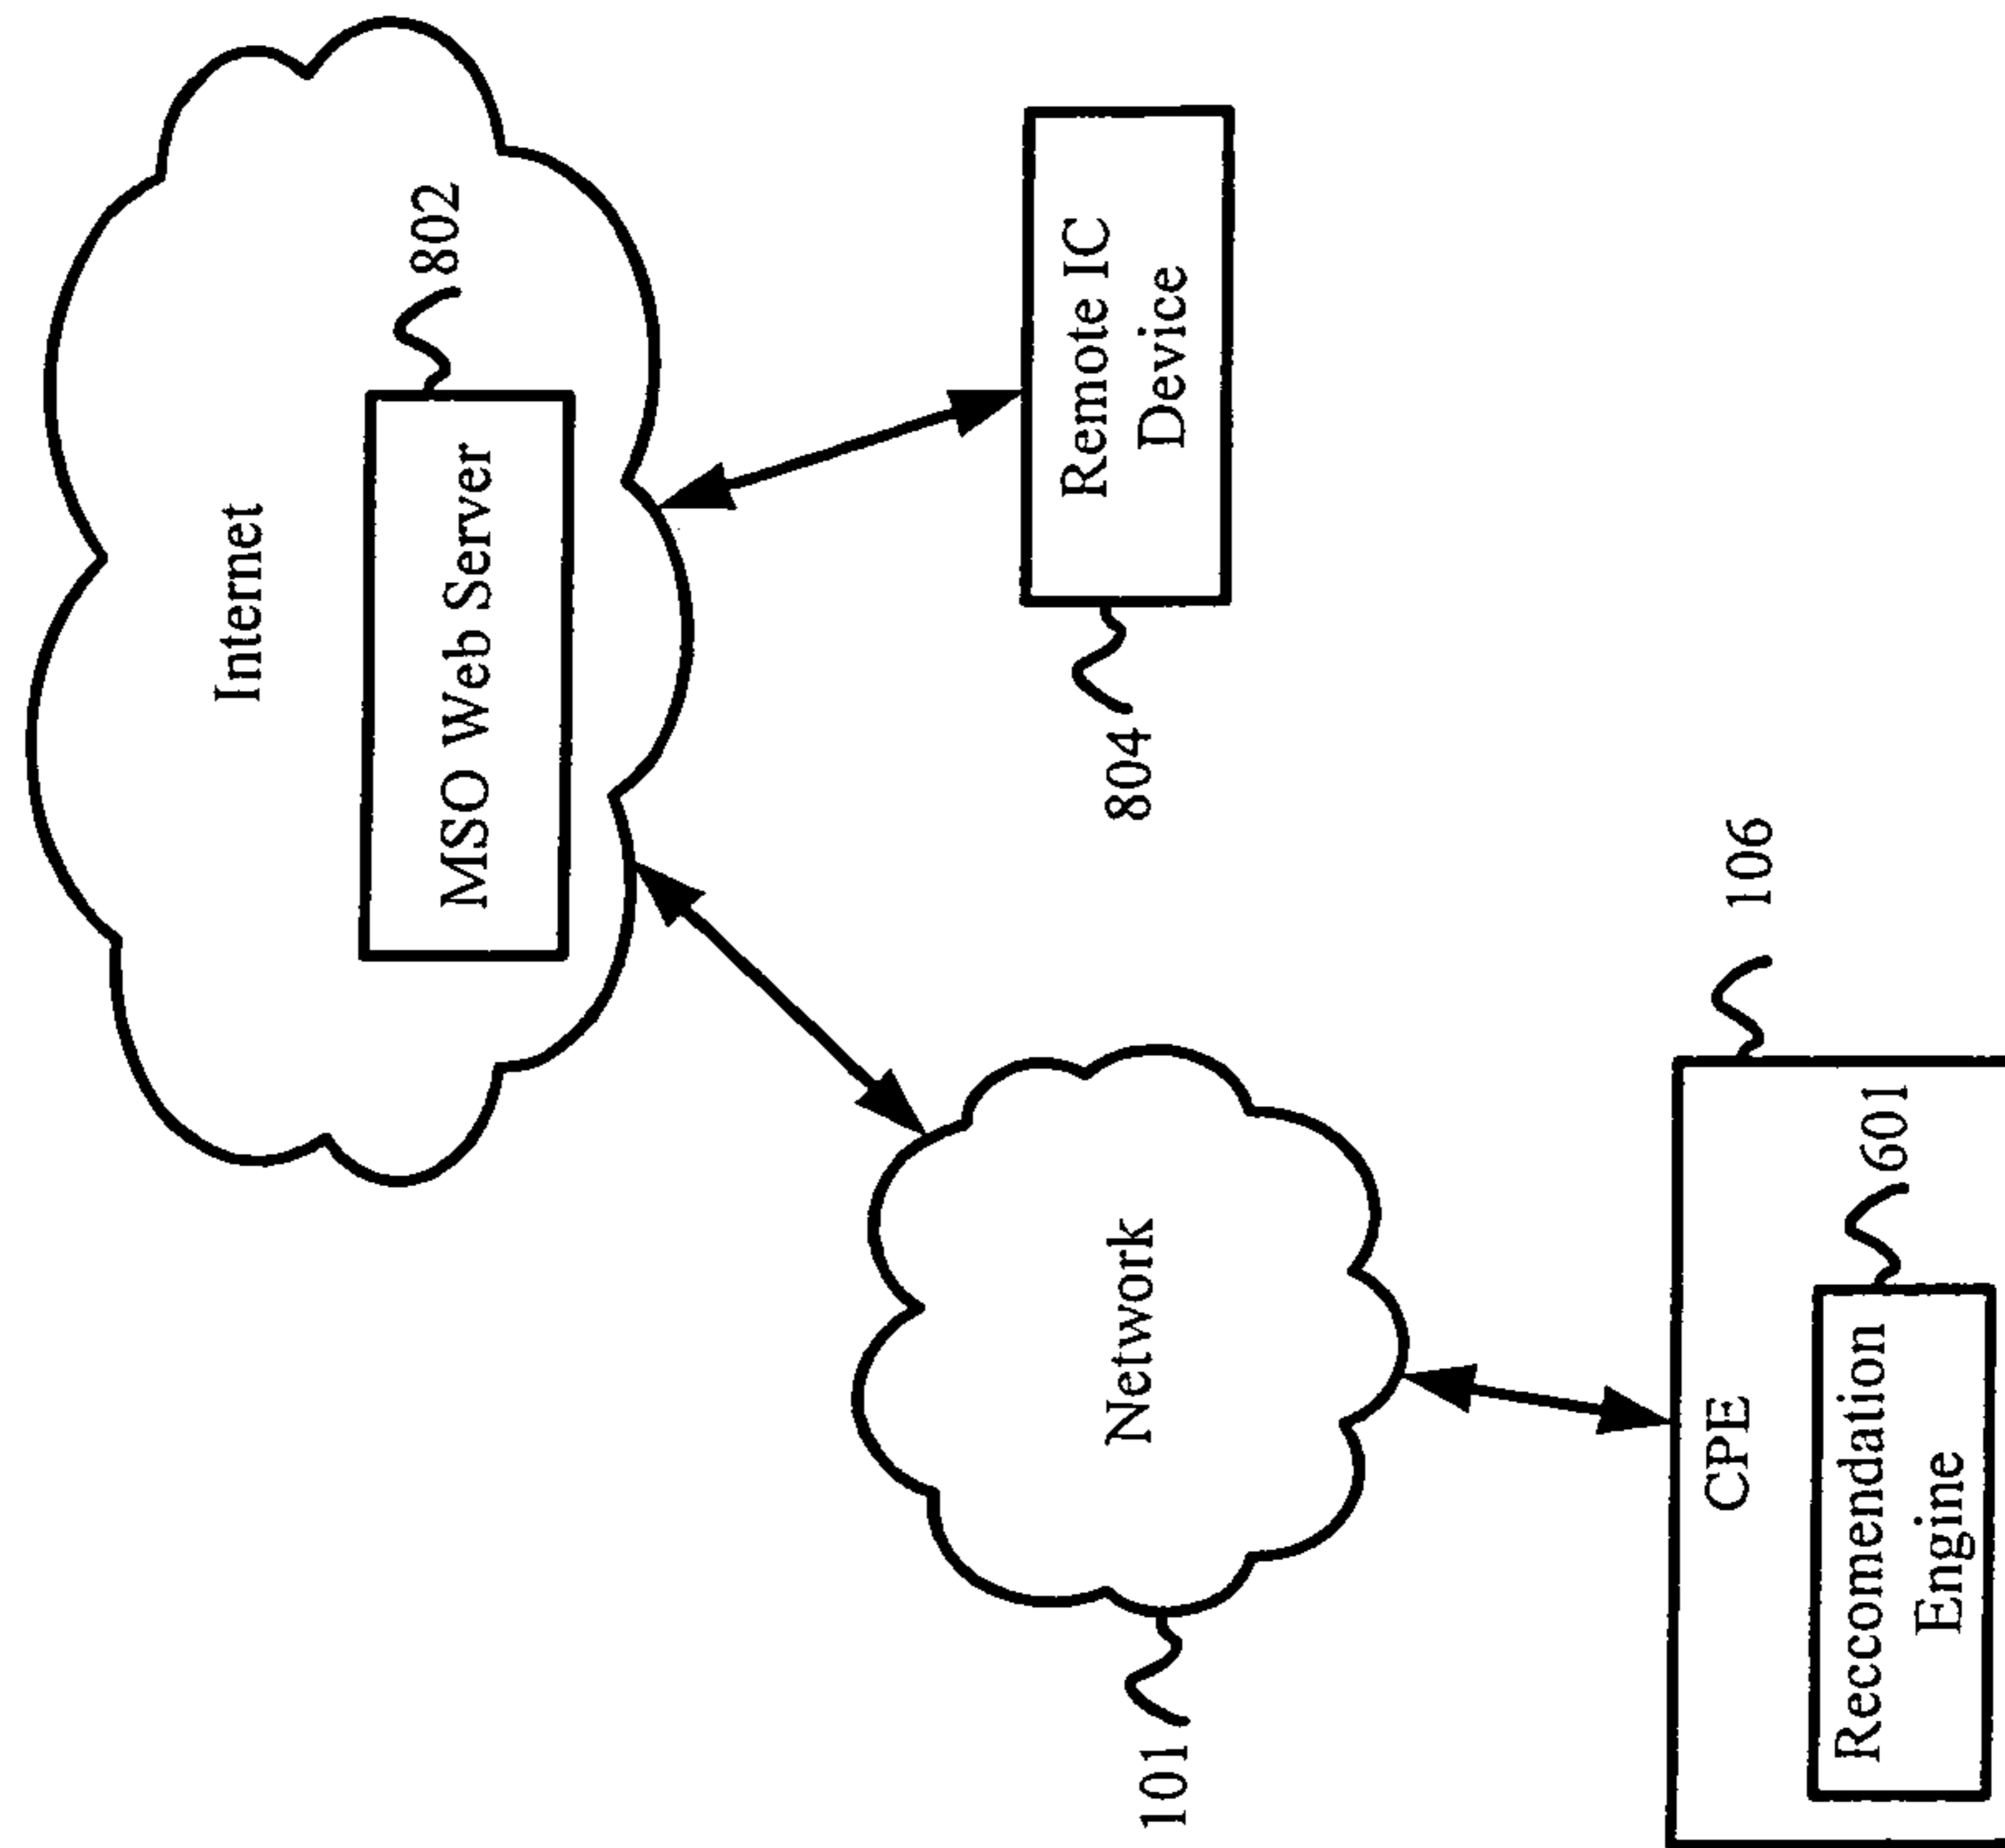 Internet
802
MSO Web Server
Remote IC
Device
804
Network
101
106
CPE
601
Reccomendation
Engine